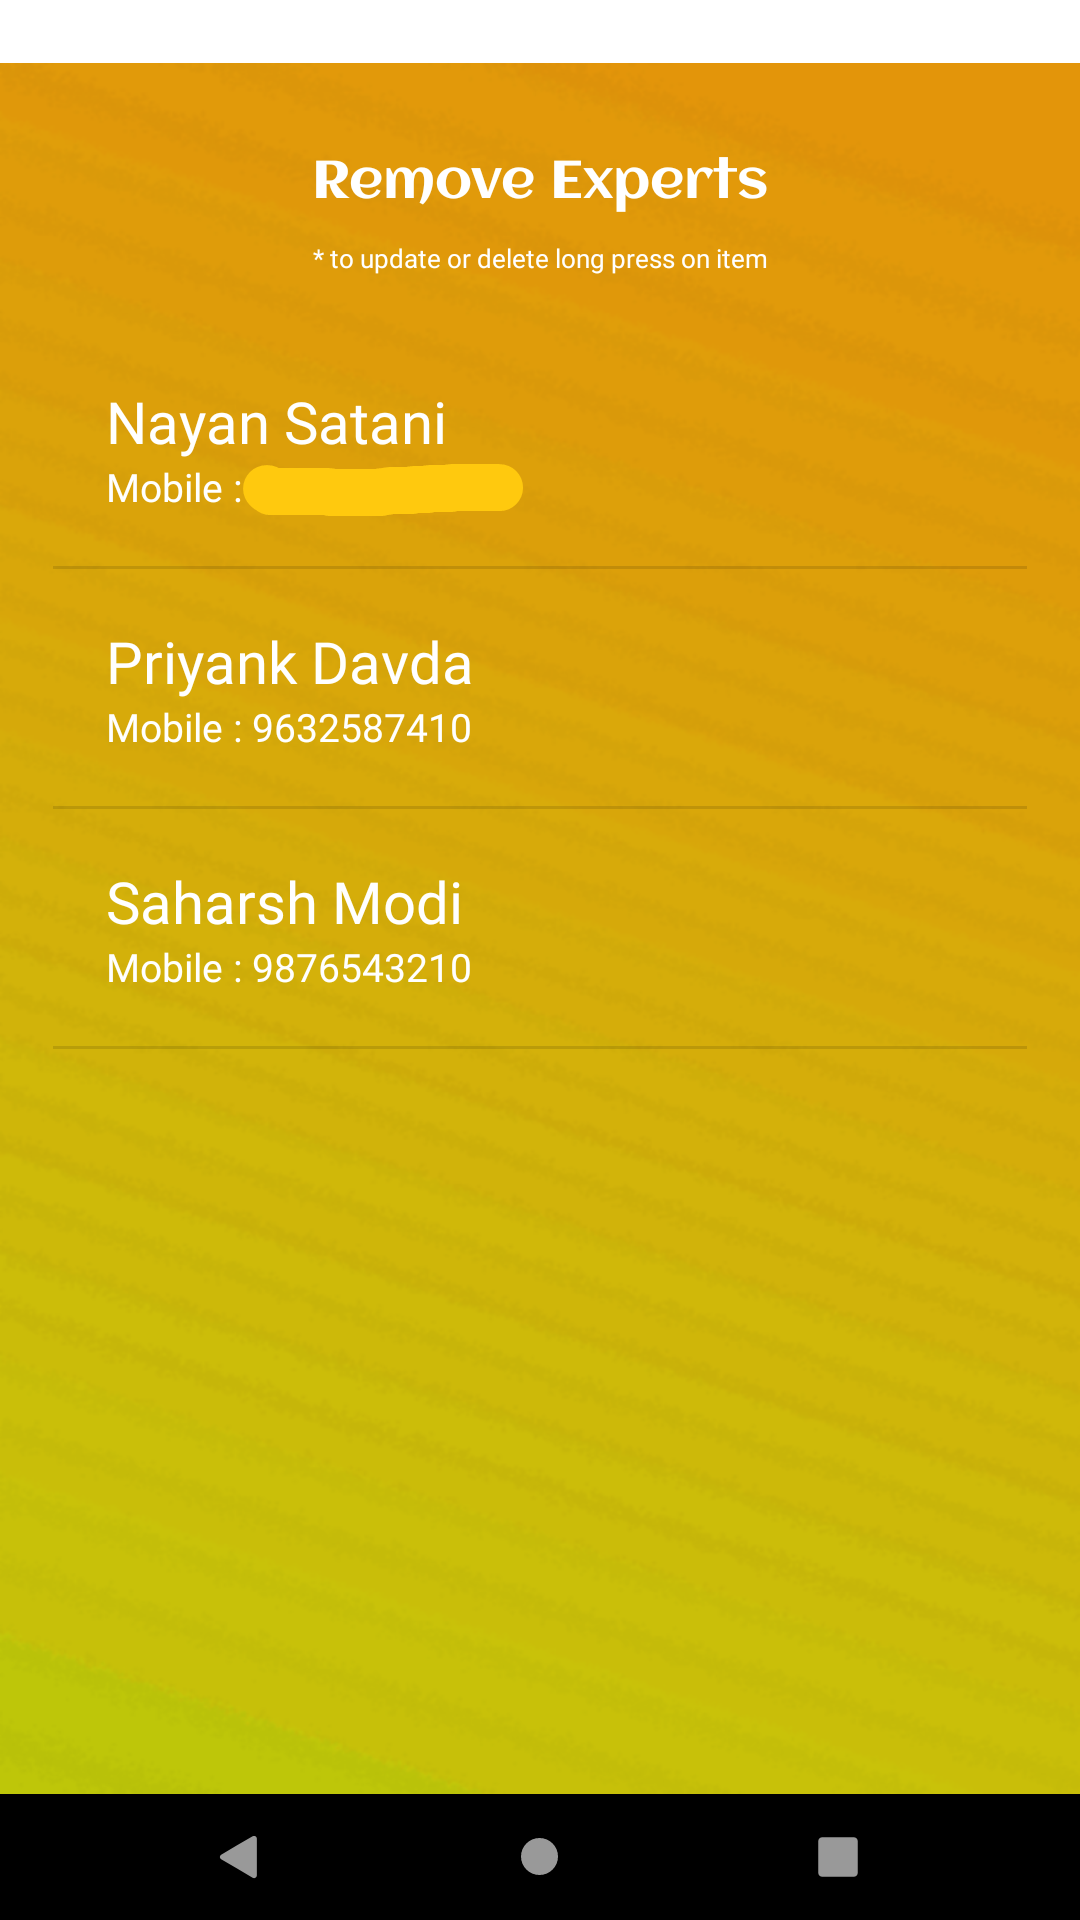 Remove Experts
* to update or delete long press on item
Nayan Satani
Mobile :
Priyank Davda
Mobile : 9632587410
Saharsh Modi
Mobile : 9876543210